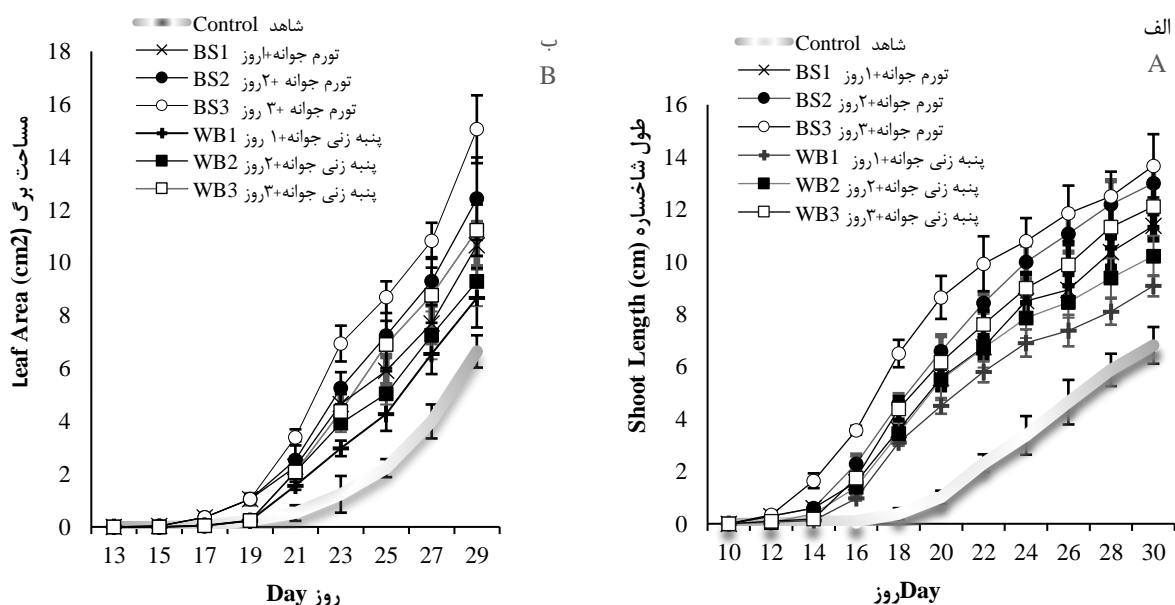 Control شاهد
BS1 تورم جوانه+۱روز
BS2 تورم جوانه +۲روز
BS3 تورم جوانه +۳ روز
WB1 پنبه زنی جوانه+۱ روز
WB2 پنبه زنی جوانه+۲روز
WB3 پنبه زنی جوانه+۳روز
ب
B
Leaf Area (cm2) مساحت برگ
18
16
14
12
10
8
6
4
2
0
13 15 17 19 21 23 25 27 29
Day روز
الف
A
Control شاهد
BS1 تورم جوانه+۱روز
BS2 تورم جوانه+۲روز
BS3 تورم جوانه+۳روز
WB1 پنبه زنی جوانه+۱روز
WB2 پنبه زنی جوانه+۲روز
WB3 پنبه زنی جوانه+۳روز
Shoot Length (cm) طول شاخساره
16
14
12
10
8
6
4
2
0
10 12 14 16 18 20 22 24 26 28 30
Dayروز